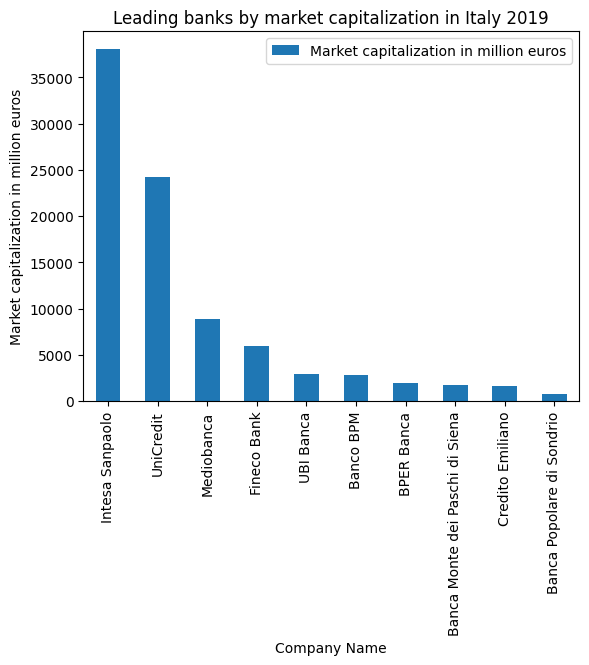 Leading banks by market capitalization in Italy 2019
Market capitalization in million euros
Market capitalization in million euros
35000
30000
25000
20000
15000
10000
5000
0
Intesa Sanpaolo
UniCredit
Mediobanca
Fineco Bank
UBI Banca
Banco BPM
BPER Banca
Banca Monte dei Paschi di Siena
Credito Emiliano
Banca Popolare di Sondrio
Company Name